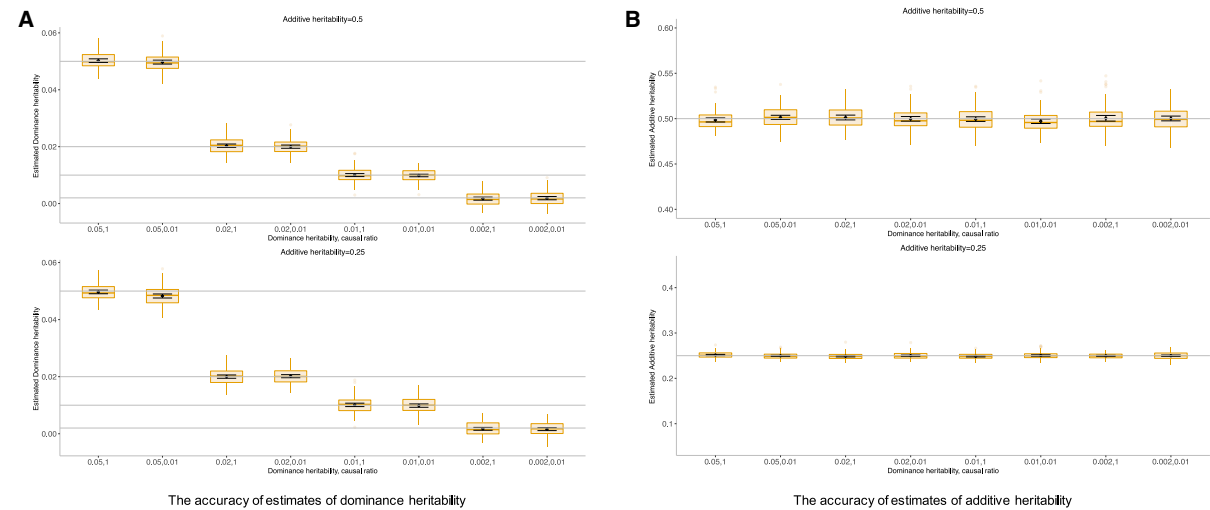 A
Additive heritability=0.5
Estimated Dominance heritability
0.06
0.04
0.02
0.00
0.05,1 0.05,0.01 0.02,1 0.02,0.01 0.01,1 0.01,0.01 0.002,1 0.002,0.01
Dominance heritability, causal ratio
Additive heritability=0.25
Estimated Dominance heritability
0.06
0.04
0.02
0.00
0.05,1 0.05,0.01 0.02,1 0.02,0.01 0.01,1 0.01,0.01 0.002,1 0.002,0.01
Dominance heritability, causal ratio
The accuracy of estimates of dominance heritability
B
Additive heritability=0.5
Estimated Additive heritability
0.60
0.55
0.50
0.45
0.40
0.05,1 0.05,0.01 0.02,1 0.02,0.01 0.01,1 0.01,0.01 0.002,1 0.002,0.01
Dominance heritability, causal ratio
Additive heritability=0.25
Estimated Additive heritability
0.4
0.3
0.2
0.1
0.05,1 0.05,0.01 0.02,1 0.02,0.01 0.01,1 0.01,0.01 0.002,1 0.002,0.01
Dominance heritability, causal ratio
The accuracy of estimates of additive heritability